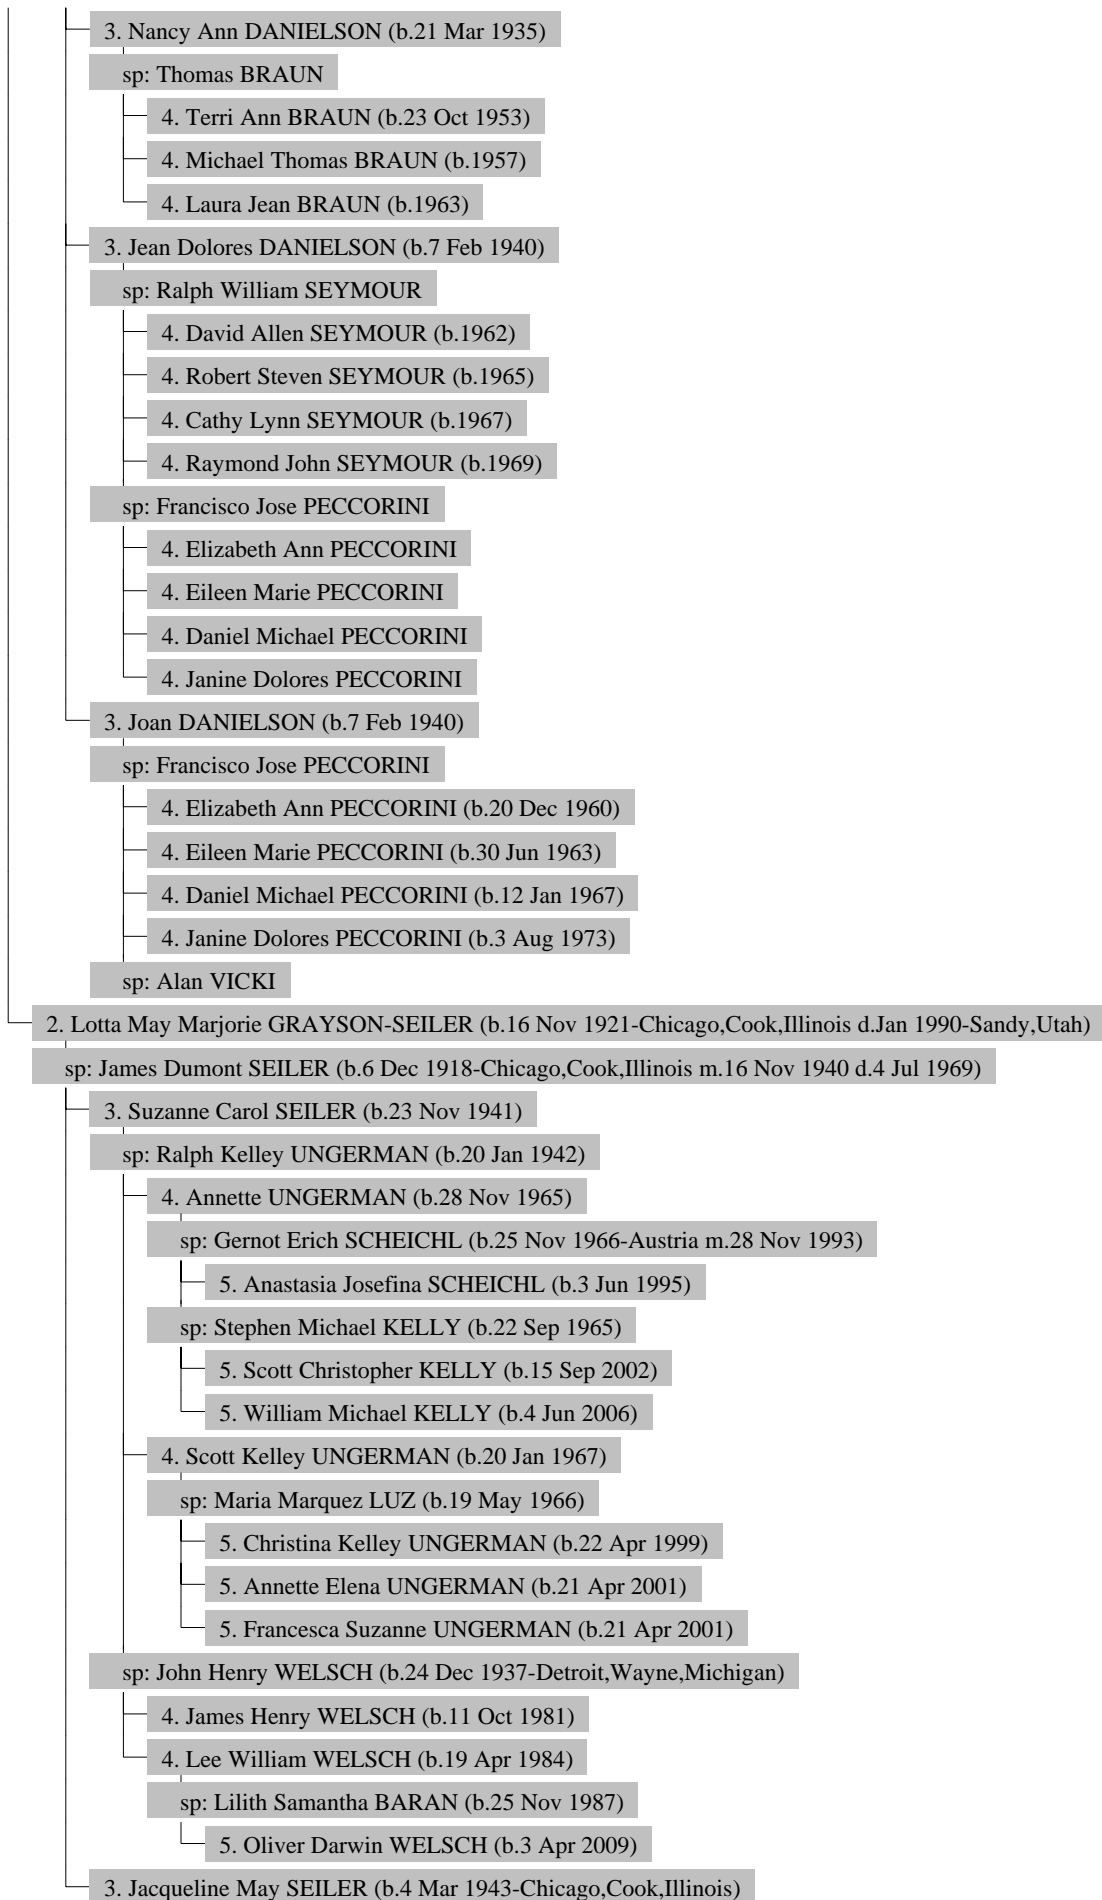 3. Nancy Ann DANIELSON (b.21 Mar 1935)
sp: Thomas BRAUN
4. Terri Ann BRAUN (b.23 Oct 1953)
4. Michael Thomas BRAUN (b.1957)
4. Laura Jean BRAUN (b.1963)
3. Jean Dolores DANIELSON (b.7 Feb 1940)
sp: Ralph William SEYMOUR
4. David Allen SEYMOUR (b.1962)
4. Robert Steven SEYMOUR (b.1965)
4. Cathy Lynn SEYMOUR (b.1967)
4. Raymond John SEYMOUR (b.1969)
sp: Francisco Jose PECCORINI
4. Elizabeth Ann PECCORINI
4. Eileen Marie PECCORINI
4. Daniel Michael PECCORINI
4. Janine Dolores PECCORINI
3. Joan DANIELSON (b.7 Feb 1940)
sp: Francisco Jose PECCORINI
4. Elizabeth Ann PECCORINI (b.20 Dec 1960)
4. Eileen Marie PECCORINI (b.30 Jun 1963)
4. Daniel Michael PECCORINI (b.12 Jan 1967)
4. Janine Dolores PECCORINI (b.3 Aug 1973)
sp: Alan VICKI
2. Lotta May Marjorie GRAYSON-SEILER (b.16 Nov 1921-Chicago,Cook,Illinois d.Jan 1990-Sandy,Utah)
sp: James Dumont SEILER (b.6 Dec 1918-Chicago,Cook,Illinois m.16 Nov 1940 d.4 Jul 1969)
3. Suzanne Carol SEILER (b.23 Nov 1941)
sp: Ralph Kelley UNGERMAN (b.20 Jan 1942)
4. Annette UNGERMAN (b.28 Nov 1965)
sp: Gernot Erich SCHEICHL (b.25 Nov 1966-Austria m.28 Nov 1993)
5. Anastasia Josefina SCHEICHL (b.3 Jun 1995)
sp: Stephen Michael KELLY (b.22 Sep 1965)
5. Scott Christopher KELLY (b.15 Sep 2002)
5. William Michael KELLY (b.4 Jun 2006)
4. Scott Kelley UNGERMAN (b.20 Jan 1967)
sp: Maria Marquez LUZ (b.19 May 1966)
5. Christina Kelley UNGERMAN (b.22 Apr 1999)
5. Annette Elena UNGERMAN (b.21 Apr 2001)
5. Francesca Suzanne UNGERMAN (b.21 Apr 2001)
sp: John Henry WELSCH (b.24 Dec 1937-Detroit,Wayne,Michigan)
4. James Henry WELSCH (b.11 Oct 1981)
4. Lee William WELSCH (b.19 Apr 1984)
sp: Lilith Samantha BARAN (b.25 Nov 1987)
5. Oliver Darwin WELSCH (b.3 Apr 2009)
3. Jacqueline May SEILER (b.4 Mar 1943-Chicago,Cook,Illinois)